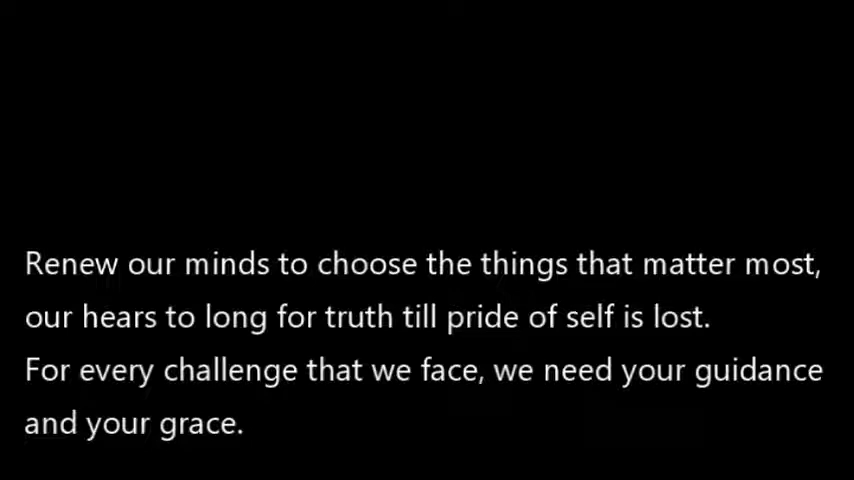 Renew our minds to choose the things that matter most,
our hears to long for truth till pride of self is lost.
For every challenge that we face, we need your guidance
and your grace.